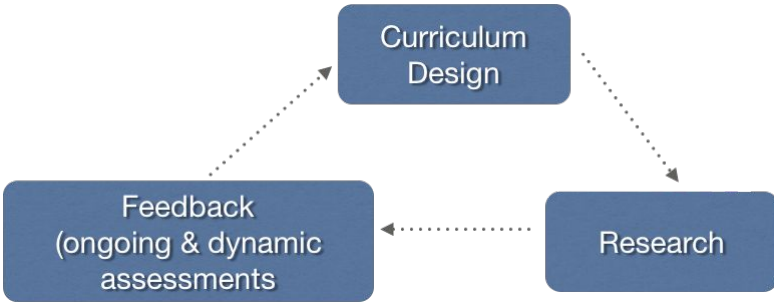 Curriculum
Design
Feedback
(ongoing & dynamic
assessments
Research